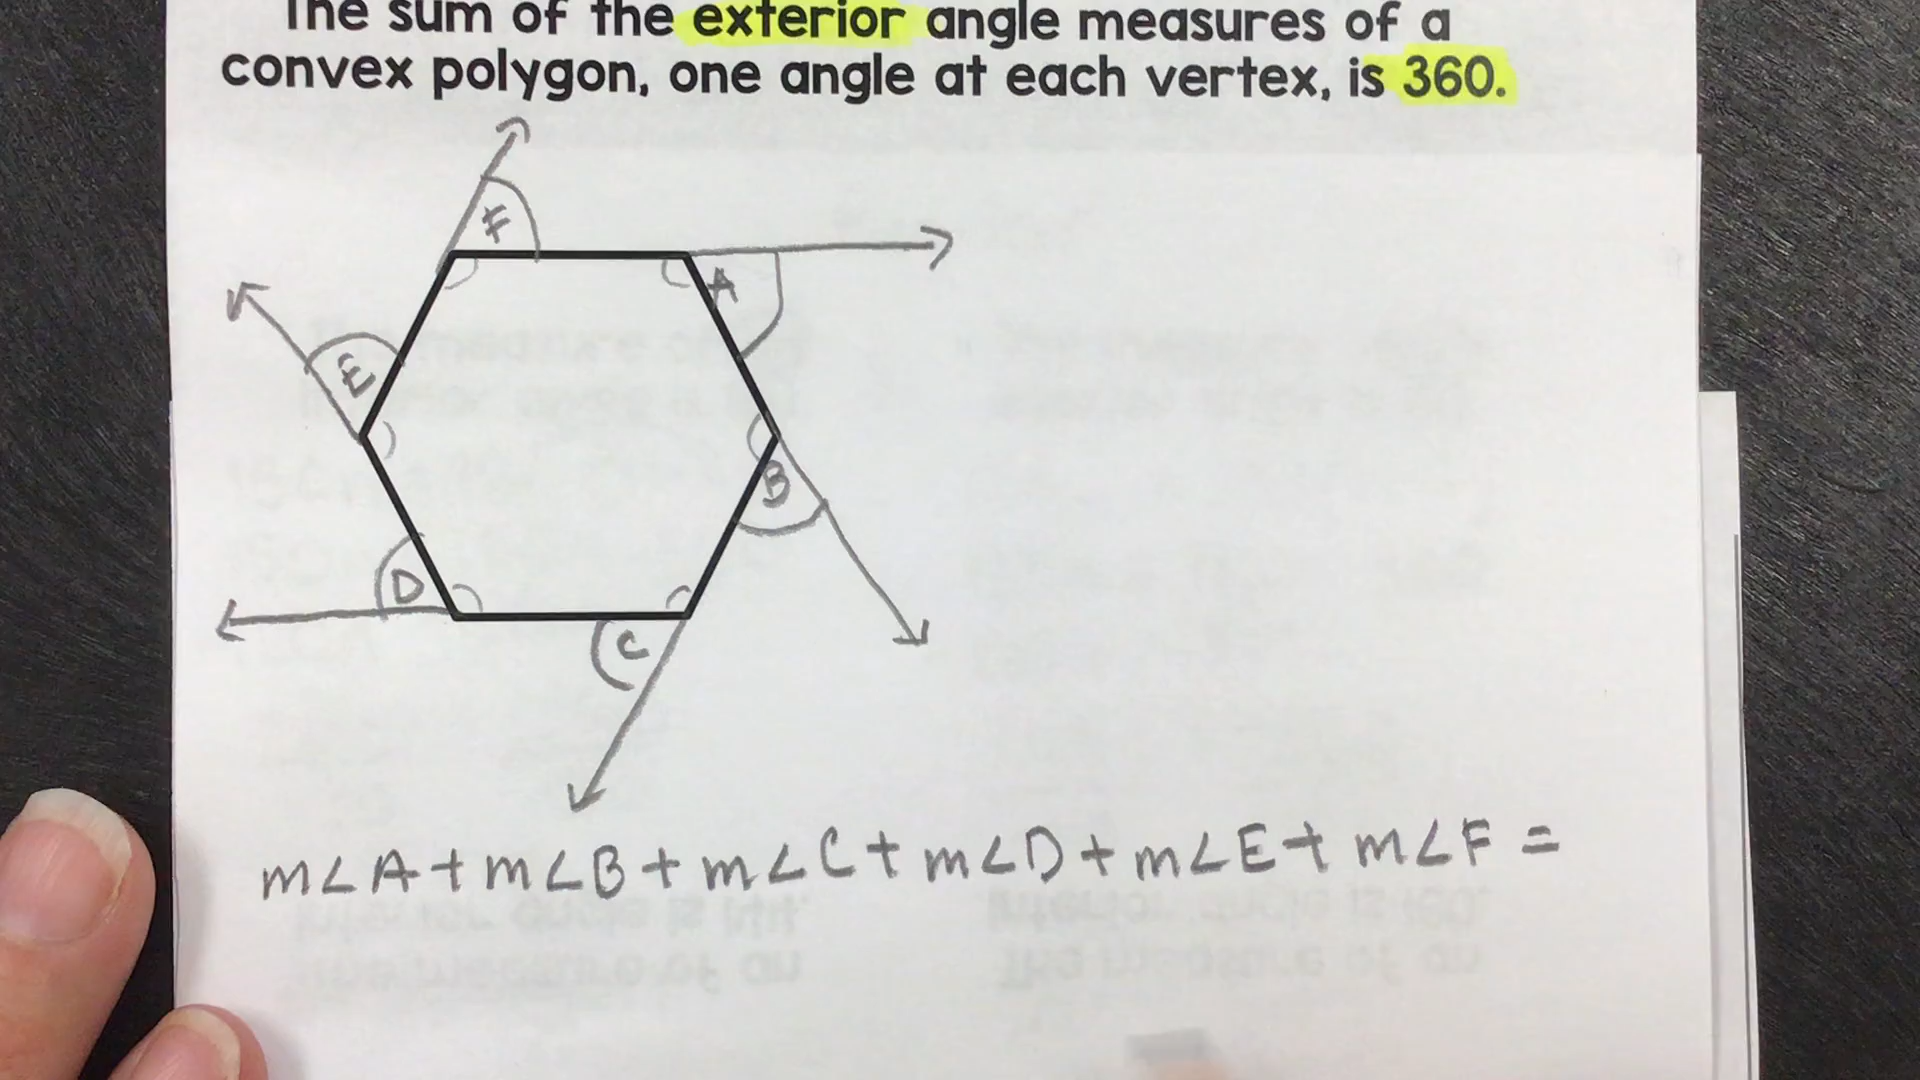 The sum of the exterior angle measures of a
convex polygon, one angle at each vertex, is 360.
F
A
E
B
D
C
m∠A + m∠B + m∠C + m∠D + m∠E + m∠F =